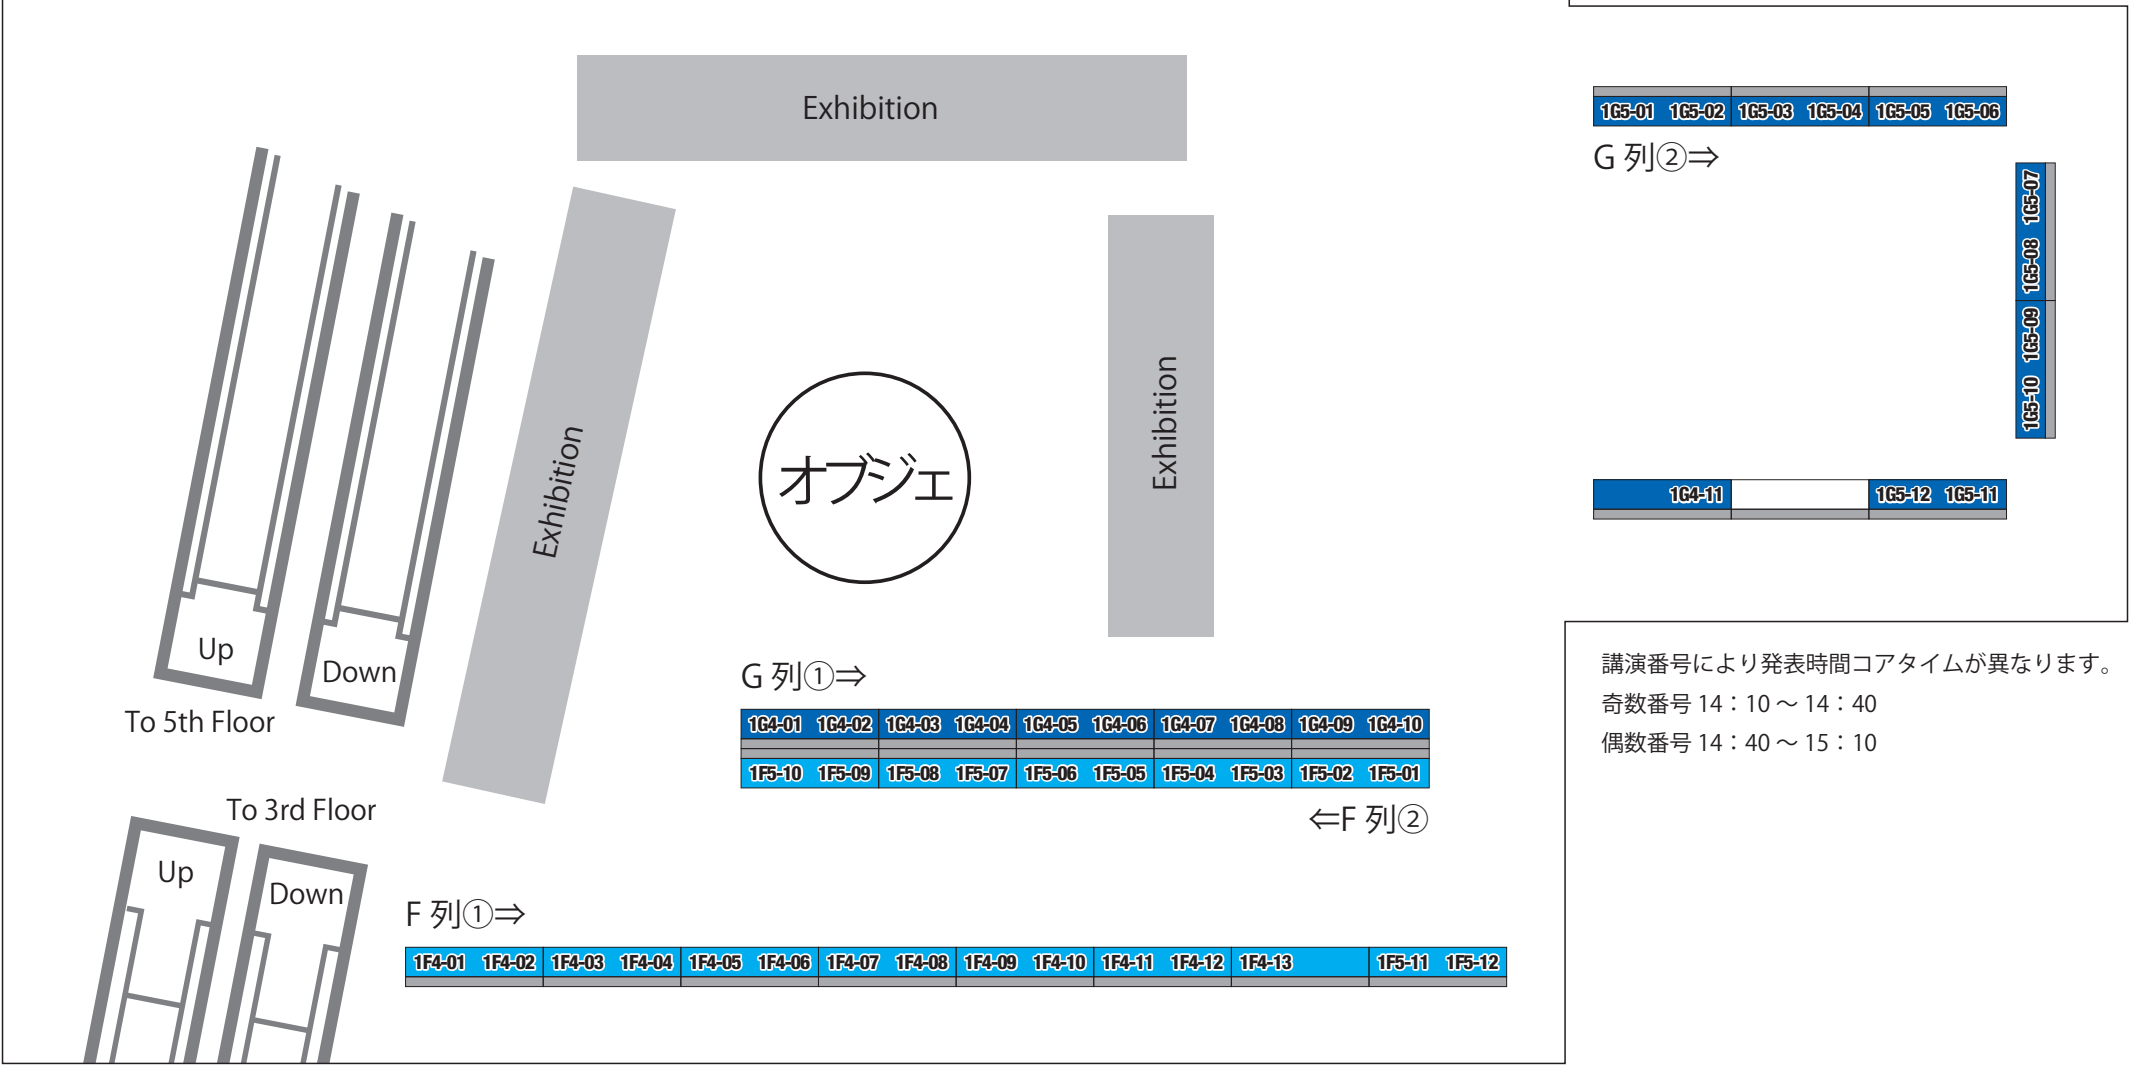 Exhibition
1G5-01 1G5-02 1G5-03 1G5-04 1G5-05 1G5-06
G 列②⇒
1G5-07
1G5-08
1G5-09
1G5-10
Exhibition
オブジェ
Exhibition
1G4-11 1G5-12 1G5-11
Up
Down
To 5th Floor
G 列①⇒
1G4-01 1G4-02 1G4-03 1G4-04 1G4-05 1G4-06 1G4-07 1G4-08 1G4-09 1G4-10
1F5-10 1F5-09 1F5-08 1F5-07 1F5-06 1F5-05 1F5-04 1F5-03 1F5-02 1F5-01
⇐F 列②
講演番号により発表時間コアタイムが異なります。
奇数番号 14：10 ～ 14：40
偶数番号 14：40 ～ 15：10
To 3rd Floor
Up
Down
F 列①⇒
1F4-01 1F4-02 1F4-03 1F4-04 1F4-05 1F4-06 1F4-07 1F4-08 1F4-09 1F4-10 1F4-11 1F4-12 1F4-13 1F5-11 1F5-12